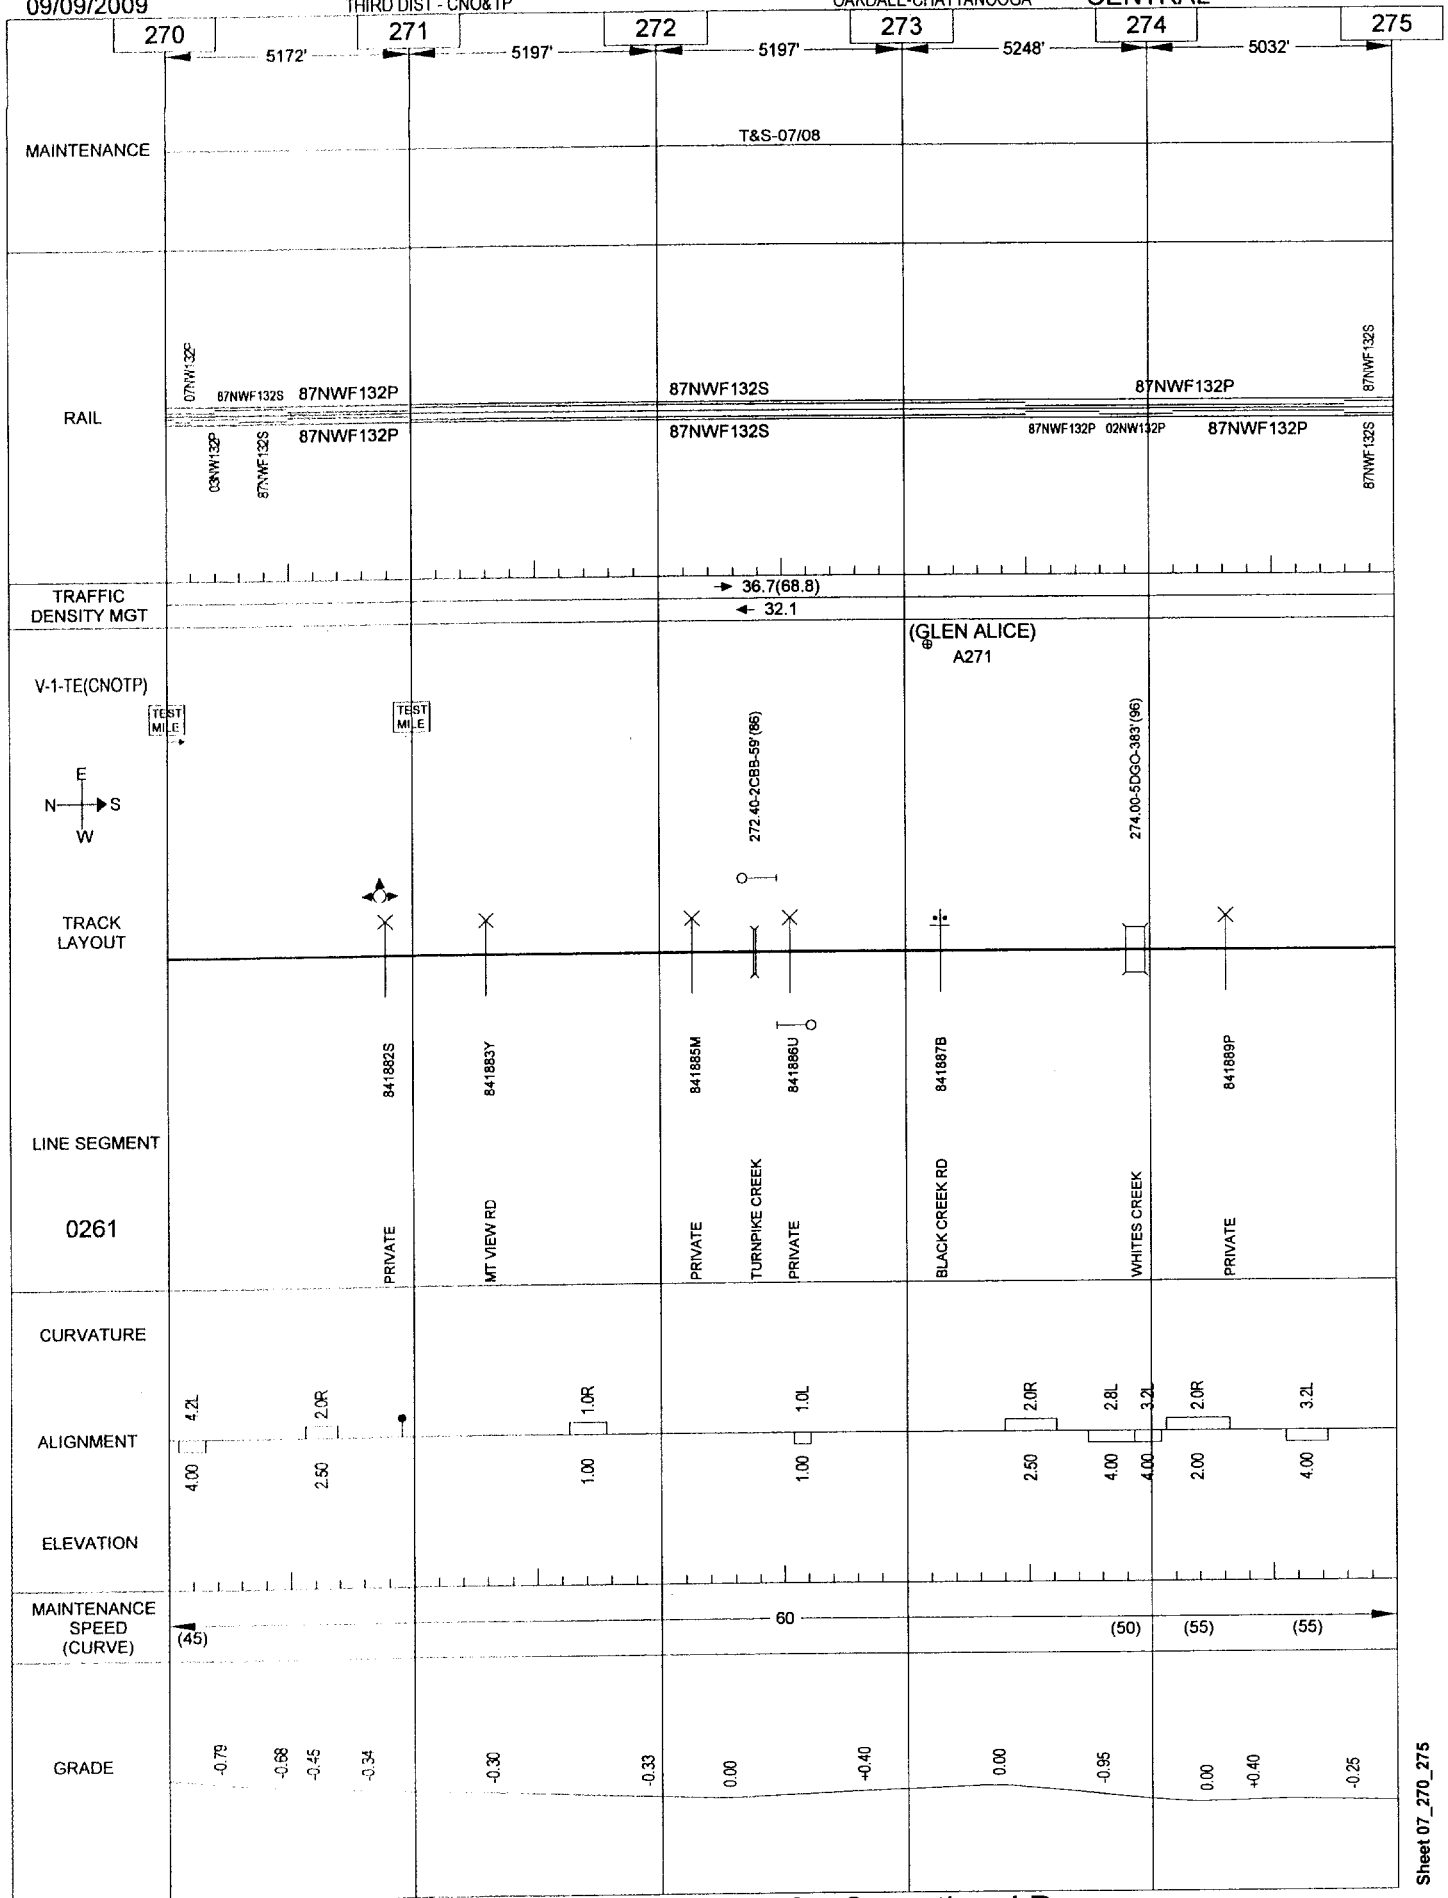 09/09/2009 THIRD DIST - CNO&TP OAKDALE-CHATTANOOGA CENTRAL
270 271 272 273 274 275
5172' 5197' 5197' 5248' 5032'
MAINTENANCE
T&S-07/08
RAIL
07NW132P
87NWF132S 87NWF132P 87NWF132S 87NWF132P
87NWF132S
03NW132P
87NWF132S
87NWF132P 87NWF132S 87NWF132P 02NW132P 87NWF132P
87NWF132S
TRAFFIC
DENSITY MGT
36.7(68.8)
32.1
(GLEN ALICE)
A271
V-1-TE(CNOTP)
TEST
MILE
TEST
MILE
E
N S
W
272.40-2CBB-59'(86)
274.00-5DGO-383'(96)
TRACK
LAYOUT
841882S
841883Y
841885M
841886U
841887B
841889P
LINE SEGMENT
0261
PRIVATE
MT VIEW RD
PRIVATE
TURNPIKE CREEK
PRIVATE
BLACK CREEK RD
WHITES CREEK
PRIVATE
CURVATURE
4.2L 2.0R 1.0R 1.0L 2.0R 2.8L 3.2L 2.0R 3.2L
ALIGNMENT
4.00 2.50 1.00 1.00 2.50 4.00 4.00 2.00 4.00
ELEVATION
MAINTENANCE
SPEED
(CURVE)
60
(45) (50) (55) (55)
GRADE
-0.79 -0.68 -0.45 -0.34 -0.30 -0.33 0.00 +0.40 0.00 -0.95 0.00 +0.40 -0.25
Sheet 07_270_275